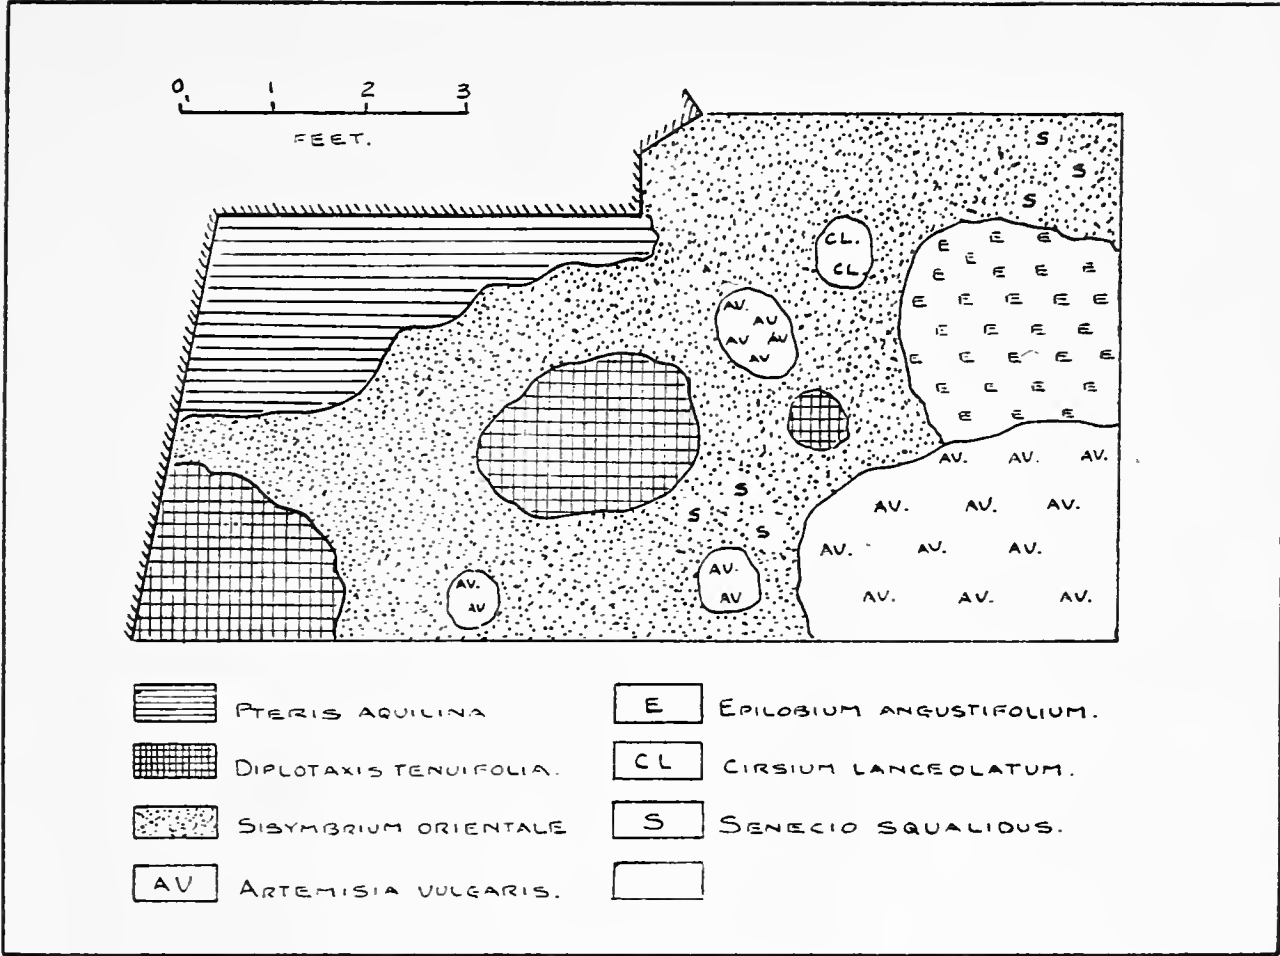 0 1 2 3
FEET.
S
S
S
CL.
CL.
E E E
E
E E E E
E E E E E
E E E E
E E E E E
E E E E
E E E
AV.
AV
AV AV
AV
AV. AV. AV.
AV. AV. AV.
AV. AV. AV.
AV. AV. AV.
S
S
S
AV.
AV
AV.
AV
PTERIS AQUILINA
E EPILOBIUM ANGUSTIFOLIUM.
DIPLOTAXIS TENUIFOLIA.
CL CIRSIUM LANCEOLATUM.
SISYMBRIUM ORIENTALE
S SENECIO SQUALIDUS.
AV ARTEMISIA VULGARIS.